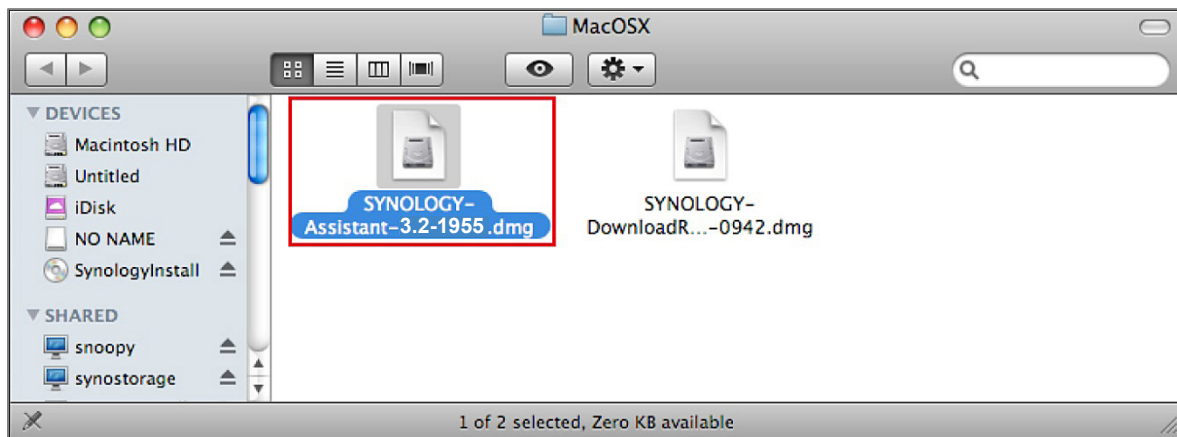 MacOSX
DEVICES
Macintosh HD
Untitled
iDisk
NO NAME
SynologyInstall
SHARED
snoopy
synostorage
SYNOLOGY-
Assistant-3.2-1955.dmg
SYNOLOGY-
DownloadR...-0942.dmg
1 of 2 selected, Zero KB available